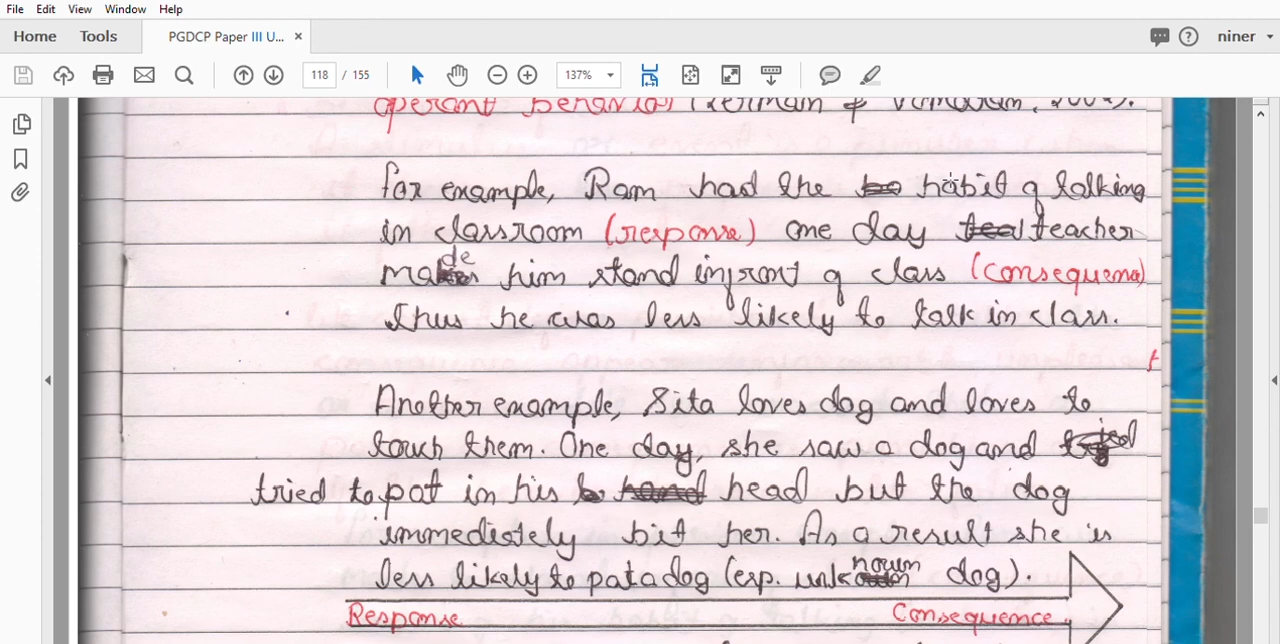 File Edit View Window Help
Home Tools PGDCP Paper III U... × niner
118 / 155 137%
operant behavior
for example, Ram had the habit of talking
in classroom (response) One day teacher
made him stand infront of class (consequence)
Thus he was less likely to talk in class.
Another example, Sita loves dog and loves to
touch them. One day, she saw a dog and
tried to pat in his head but the dog
immediately bit her. As a result she is
less likely to pat a dog (esp. unknown dog).
Response Consequence